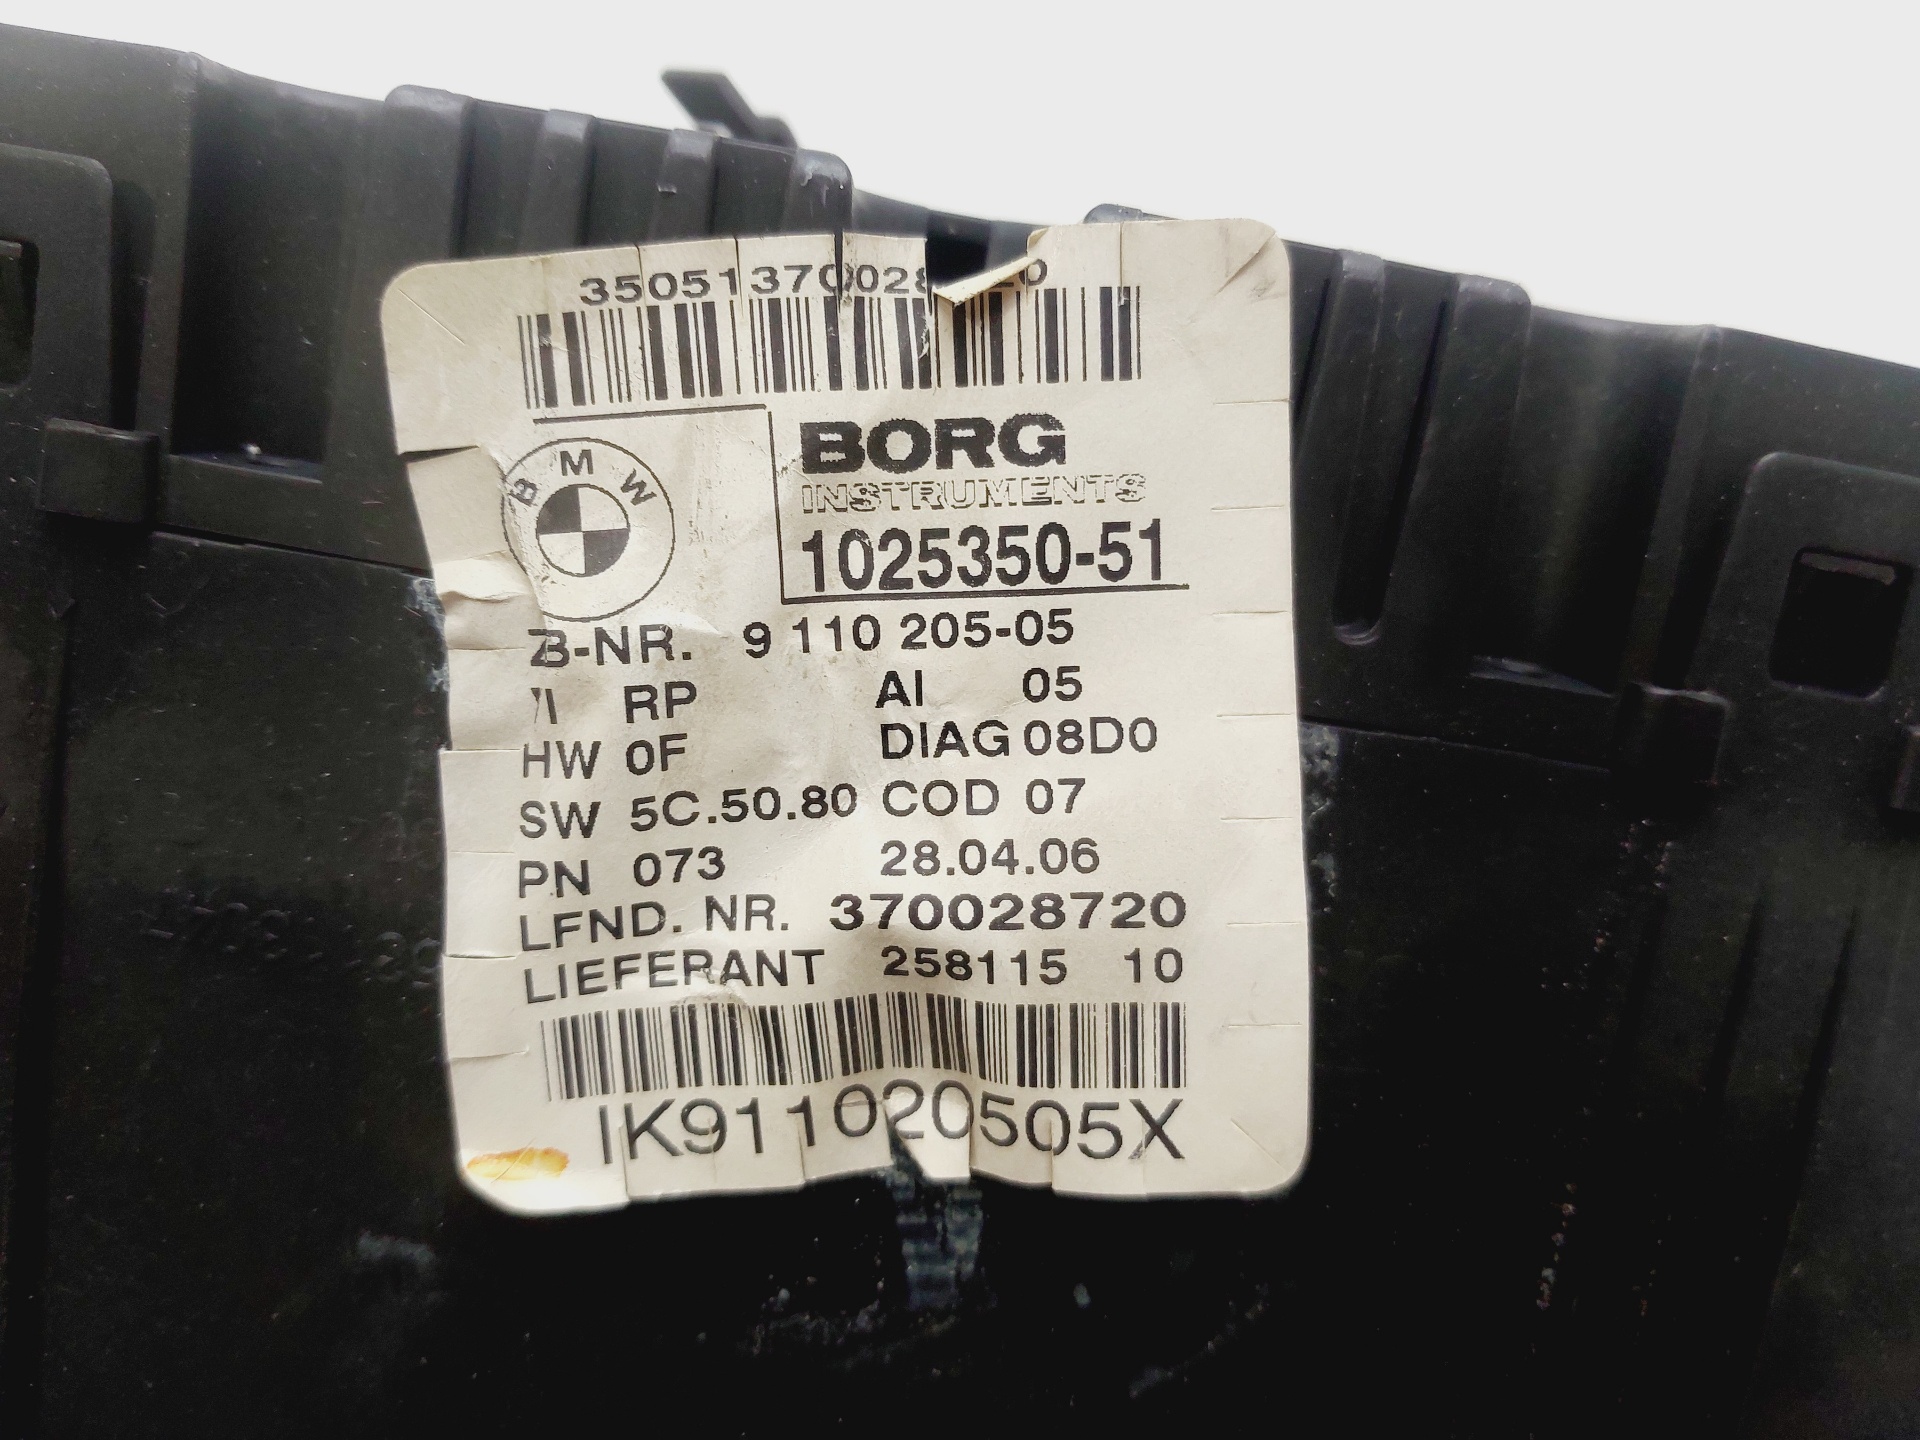 BMW
BORG
INSTRUMENTS
1025350-51
ZB-NR. 9 110 205-05
RP AI 05
HW 0F DIAG 08D0
SW 5C.50.80 COD 07
PN 073 28.04.06
LFND. NR. 370028720
LIEFERANT 258115 10
IK911020505X